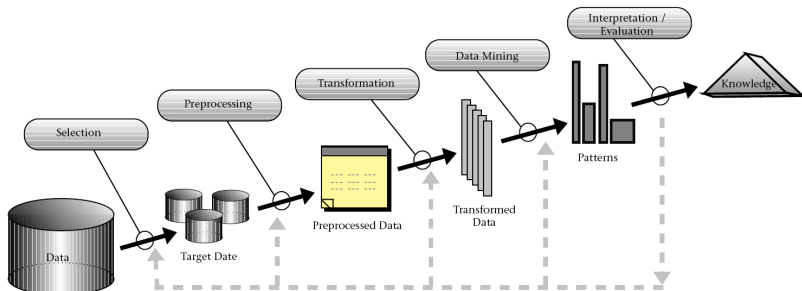 Interpretation /
Evaluation
Data Mining
Transformation
Preprocessing
Selection
Knowledge
Patterns
Transformed
Data
Preprocessed Data
Target Date
Data